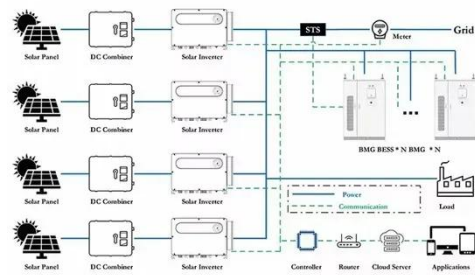 STS
Meter
Grid
Solar Panel
DC Combiner
Solar Inverter
Solar Panel
DC Combiner
Solar Inverter
BMG BESS * N BMG * N
Solar Panel
DC Combiner
Solar Inverter
Power
Communication
Load
Solar Panel
DC Combiner
Solar Inverter
Controller
Router
Cloud Server
Applications